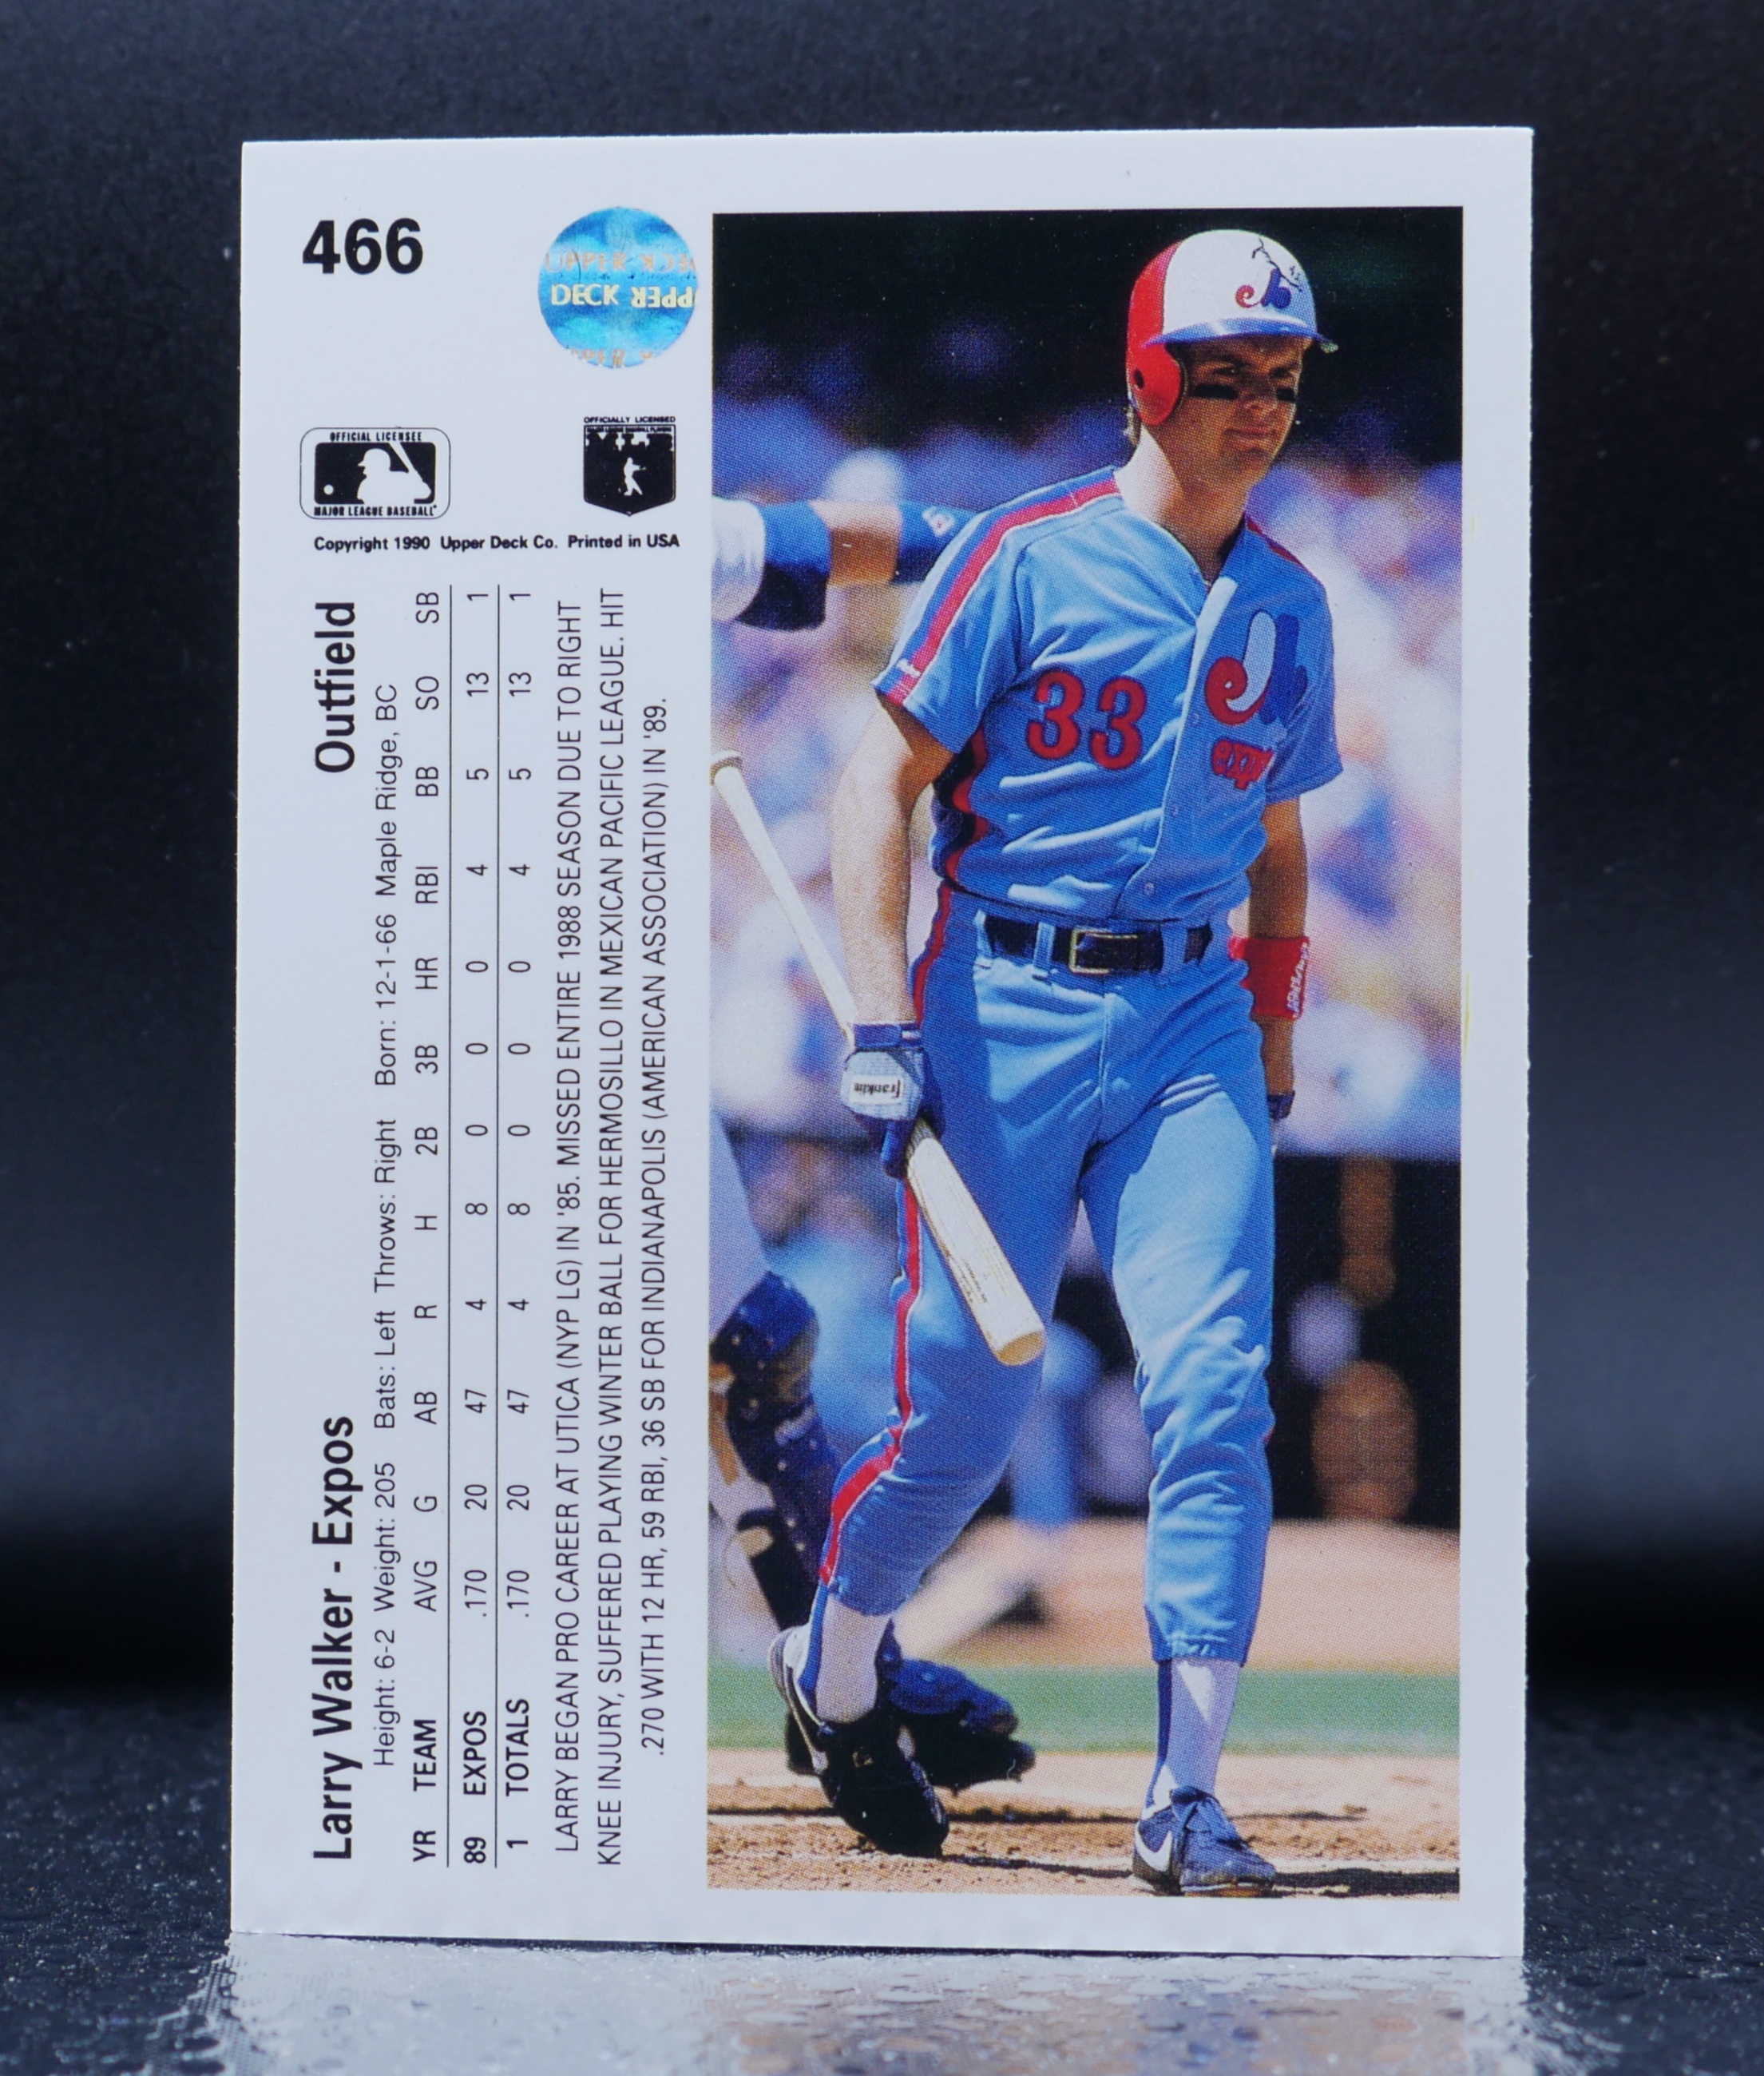 466
UPPER DECK
DECK UPPER
OFFICIAL LICENSEE
MAJOR LEAGUE BASEBALL
OFFICIALLY LICENSED
Copyright 1990 Upper Deck Co. Printed in USA
Larry Walker - Expos Outfield
Height: 6-2 Weight: 205 Bats: Left Throws: Right Born: 12-1-66 Maple Ridge, BC
YR TEAM AVG G AB R H 2B 3B HR RBI BB SO SB
89 EXPOS .170 20 47 4 8 0 0 0 4 5 13 1
1 TOTALS .170 20 47 4 8 0 0 0 4 5 13 1
LARRY BEGAN PRO CAREER AT UTICA (NYP LG) IN '85. MISSED ENTIRE 1988 SEASON DUE TO RIGHT
KNEE INJURY, SUFFERED PLAYING WINTER BALL FOR HERMOSILLO IN MEXICAN PACIFIC LEAGUE. HIT
.270 WITH 12 HR, 59 RBI, 36 SB FOR INDIANAPOLIS (AMERICAN ASSOCIATION) IN '89.
33
expo
franklin